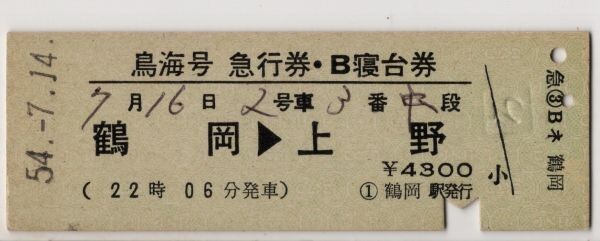 54.-7.14.
鳥海号 急行券・B寝台券
7月16日 2号車 3番中段
鶴岡▶上野
¥4300
(22時06分発車) ①鶴岡駅発行
小
急③Bネ鶴岡